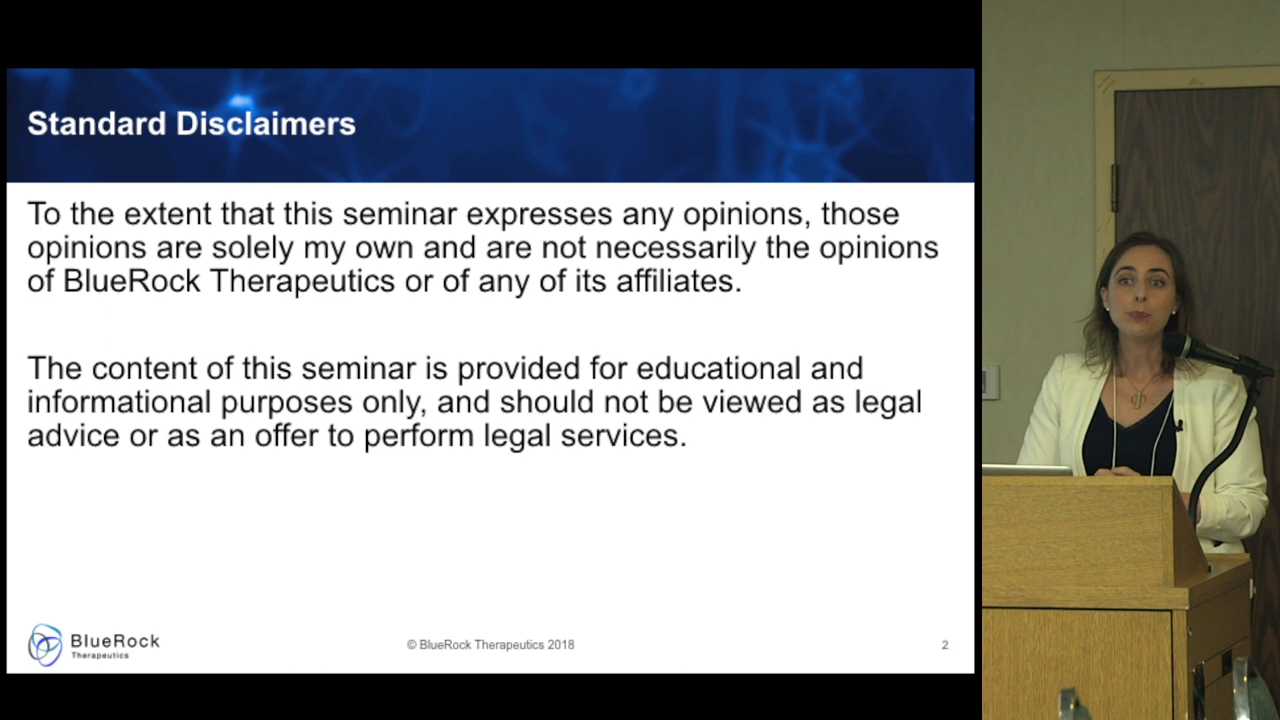 Standard Disclaimers
To the extent that this seminar expresses any opinions, those
opinions are solely my own and are not necessarily the opinions
of BlueRock Therapeutics or of any of its affiliates.
The content of this seminar is provided for educational and
informational purposes only, and should not be viewed as legal
advice or as an offer to perform legal services.
BlueRock
Therapeutics
© BlueRock Therapeutics 2018
2